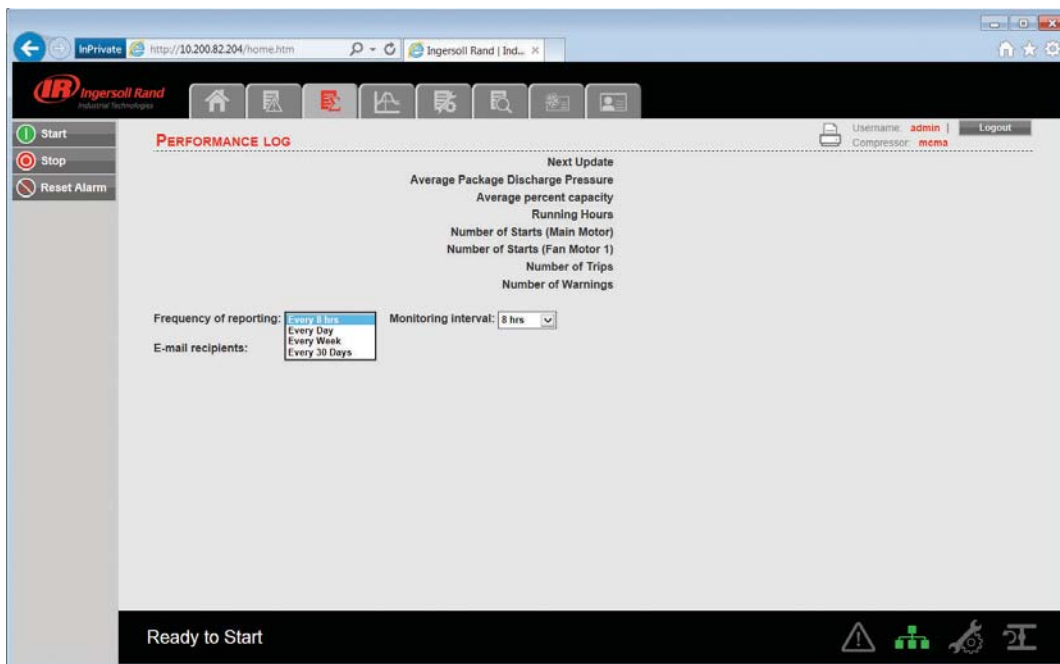 InPrivate http://10.200.82.204/home.htm Ingersoll Rand | Ind...
IR Ingersoll Rand
Industrial Technologies
Start
Stop
Reset Alarm
PERFORMANCE LOG
Username: admin | Logout
Compressor: mcma
Next Update
Average Package Discharge Pressure
Average percent capacity
Running Hours
Number of Starts (Main Motor)
Number of Starts (Fan Motor 1)
Number of Trips
Number of Warnings
Frequency of reporting: Every 8 hrs Monitoring interval: 8 hrs
Every Day
Every Week
Every 30 Days
E-mail recipients:
Ready to Start